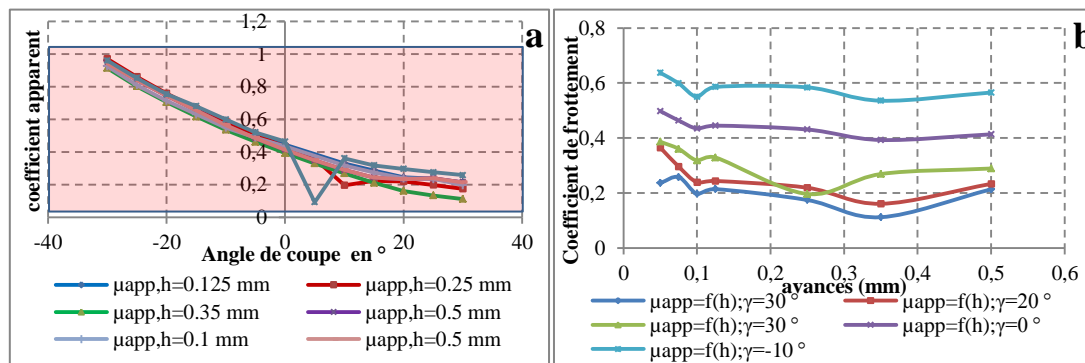 a
1,2
1
0,8
0,6
0,4
0,2
0
-40
-20
0
20
40
coefficient apparent
Angle de coupe en °
µapp,h=0.125 mm
µapp,h=0.25 mm
µapp,h=0.35 mm
µapp,h=0.5 mm
µapp,h=0.1 mm
µapp,h=0.5 mm
b
0,8
0,6
0,4
0,2
0
0
0,1
0,2
0,3
0,4
0,5
0,6
Coefficient de frottement
avances (mm)
µapp=f(h);γ=30 °
µapp=f(h);γ=20 °
µapp=f(h);γ=30 °
µapp=f(h);γ=0 °
µapp=f(h);γ=-10 °